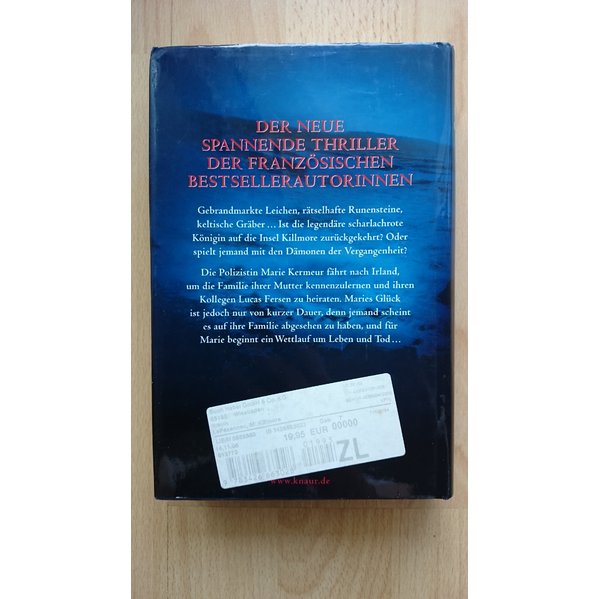 DER NEUE
SPANNENDE THRILLER
DER FRANZÖSISCHEN
BESTSELLERAUTORINNEN
Gebrandmarkte Leichen, rätselhafte Runensteine,
keltische Gräber ... Ist die legendäre scharlachrote
Königin auf die Insel Killmore zurückgekehrt? Oder
spielt jemand mit den Dämonen der Vergangenheit?
Die Polizistin Marie Kermeur fährt nach Irland,
um die Familie ihrer Mutter kennenzulernen und ihren
Kollegen Lucas Fersen zu heiraten. Maries Glück
ist jedoch nur von kurzer Dauer, denn jemand scheint
es auf ihre Familie abgesehen zu haben, und für
Marie beginnt ein Wettlauf um Leben und Tod ...
Wiesbaden
19,95 EUR 00000
ZL
www.knaur.de